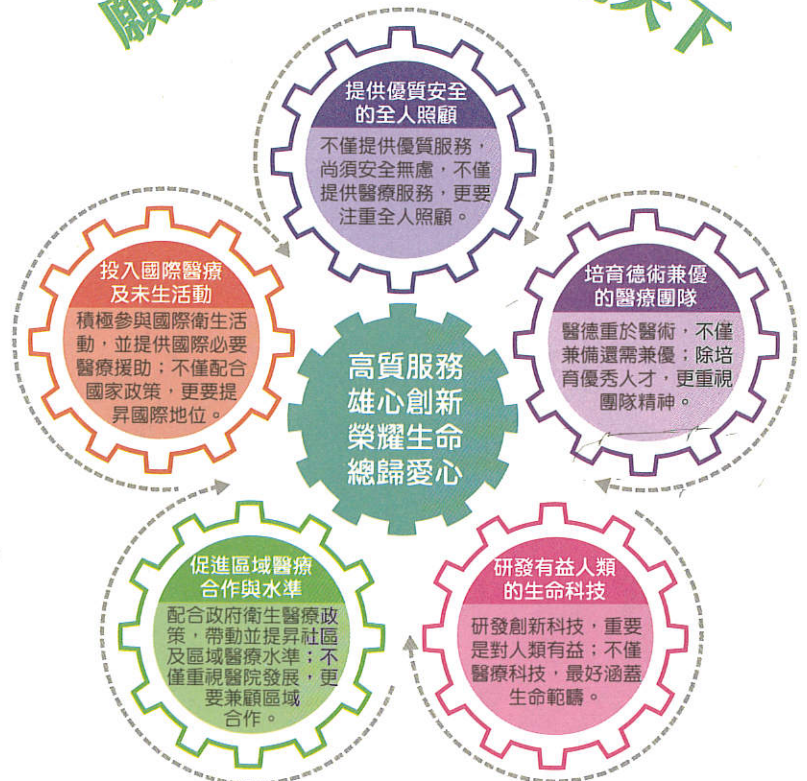 願
天下
提供優質安全
的全人照顧
不僅提供優質服務，
尚須安全無慮，不僅
提供醫療服務，更要
注重全人照顧。
培育德術兼優
的醫療團隊
醫德重於醫術，不僅
兼備還需兼優；除培
育優秀人才，更重視
團隊精神。
研發有益人類
的生命科技
研發創新科技，重要
是對人類有益；不僅
醫療科技，最好涵蓋
生命範疇。
促進區域醫療
合作與水準
配合政府衛生醫療政
策，帶動並提昇社區
及區域醫療水準；不
僅重視醫院發展，更
要兼顧區域
合作。
投入國際醫療
及未生活動
積極參與國際衛生活
動，並提供國際必要
醫療援助；不僅配合
國家政策，更要提
昇國際地位。
高質服務
雄心創新
榮耀生命
總歸愛心